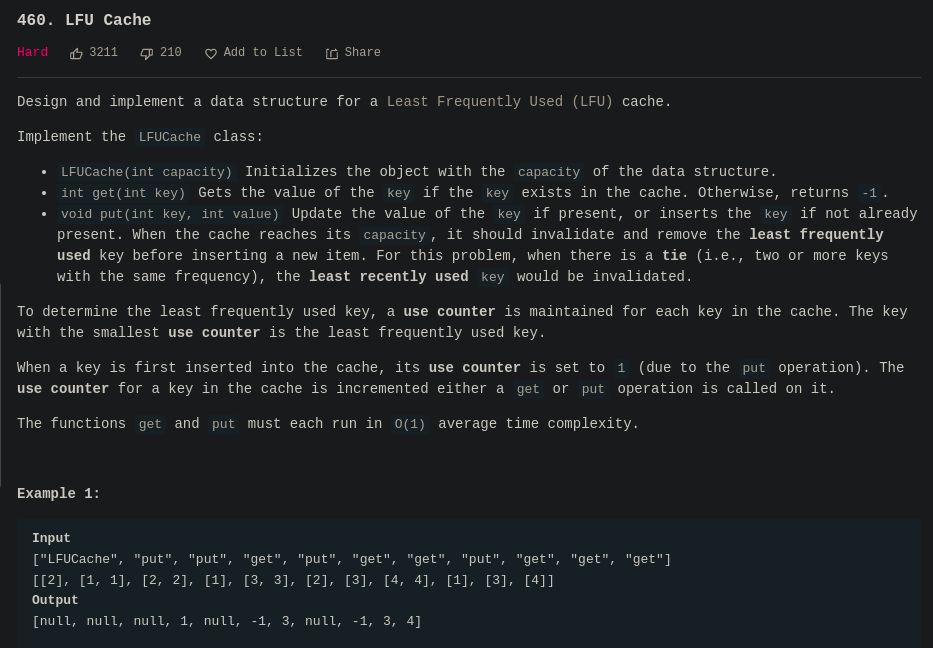 460. LFU Cache
Hard 3211 210 Add to List Share
Design and implement a data structure for a Least Frequently Used (LFU) cache.
Implement the LFUCache class:
• LFUCache(int capacity) Initializes the object with the capacity of the data structure.
• int get(int key) Gets the value of the key if the key exists in the cache. Otherwise, returns -1.
• void put(int key, int value) Update the value of the key if present, or inserts the key if not already
present. When the cache reaches its capacity, it should invalidate and remove the least frequently
used key before inserting a new item. For this problem, when there is a tie (i.e., two or more keys
with the same frequency), the least recently used key would be invalidated.
To determine the least frequently used key, a use counter is maintained for each key in the cache. The key
with the smallest use counter is the least frequently used key.
When a key is first inserted into the cache, its use counter is set to 1 (due to the put operation). The
use counter for a key in the cache is incremented either a get or put operation is called on it.
The functions get and put must each run in O(1) average time complexity.
Example 1:
Input
["LFUCache", "put", "put", "get", "put", "get", "get", "put", "get", "get", "get"]
[[2], [1, 1], [2, 2], [1], [3, 3], [2], [3], [4, 4], [1], [3], [4]]
Output
[null, null, null, 1, null, -1, 3, null, -1, 3, 4]